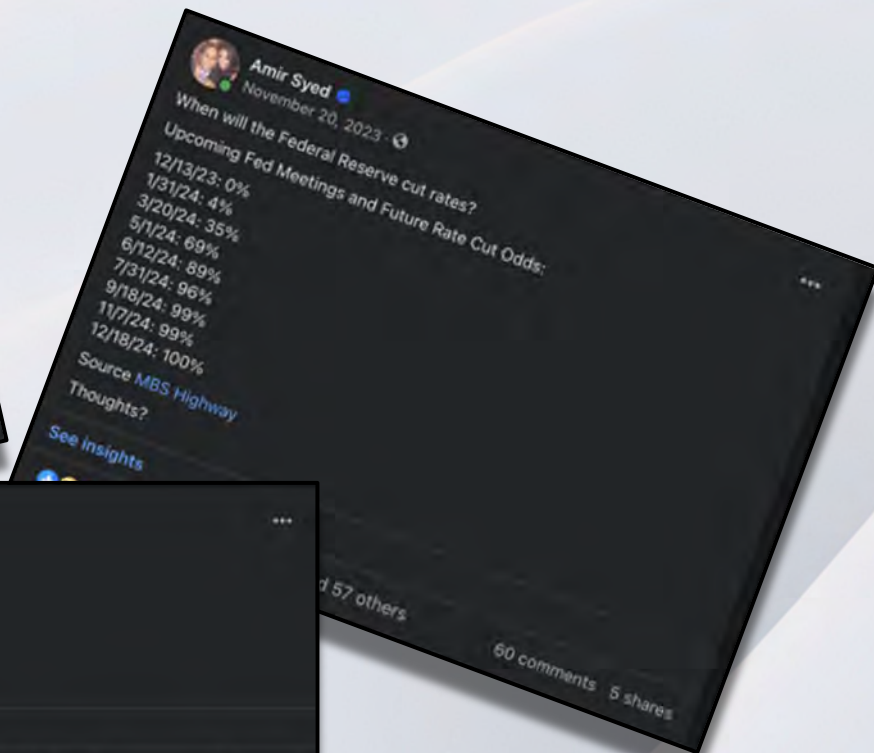 Amir Syed
November 20, 2023
When will the Federal Reserve cut rates?
Upcoming Fed Meetings and Future Rate Cut Odds:
12/13/23: 0%
1/31/24: 4%
3/20/24: 35%
5/1/24: 69%
6/12/24: 89%
7/31/24: 96%
9/18/24: 99%
11/7/24: 99%
12/18/24: 100%
Source MBS Highway
Thoughts?
See insights
57 others
60 comments 5 shares